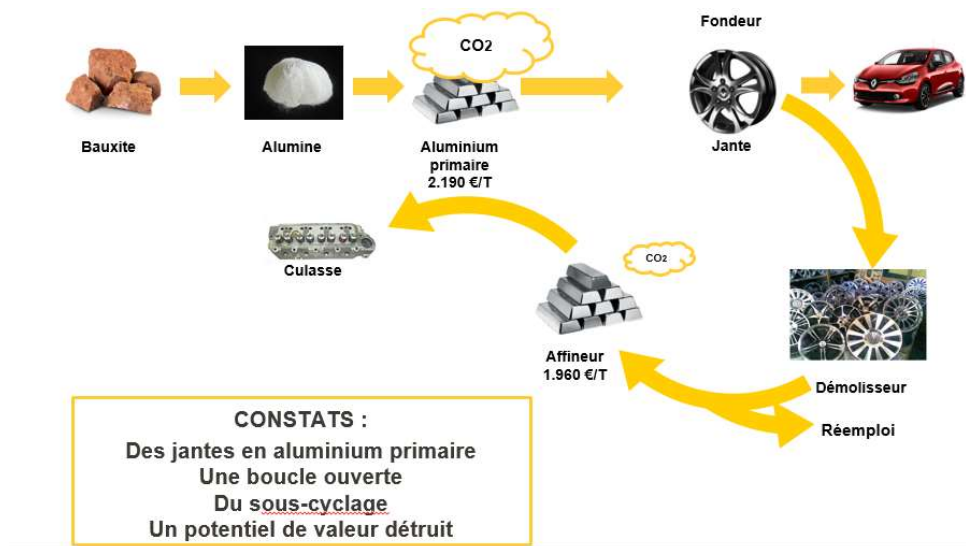 Fondeur
CO2
Bauxite
Alumine
Aluminium
primaire
2.190 €/T
Jante
Culasse
CO2
Affineur
1.960 €/T
Démolisseur
Réemploi
CONSTATS :
Des jantes en aluminium primaire
Une boucle ouverte
Du sous-cyclage
Un potentiel de valeur détruit